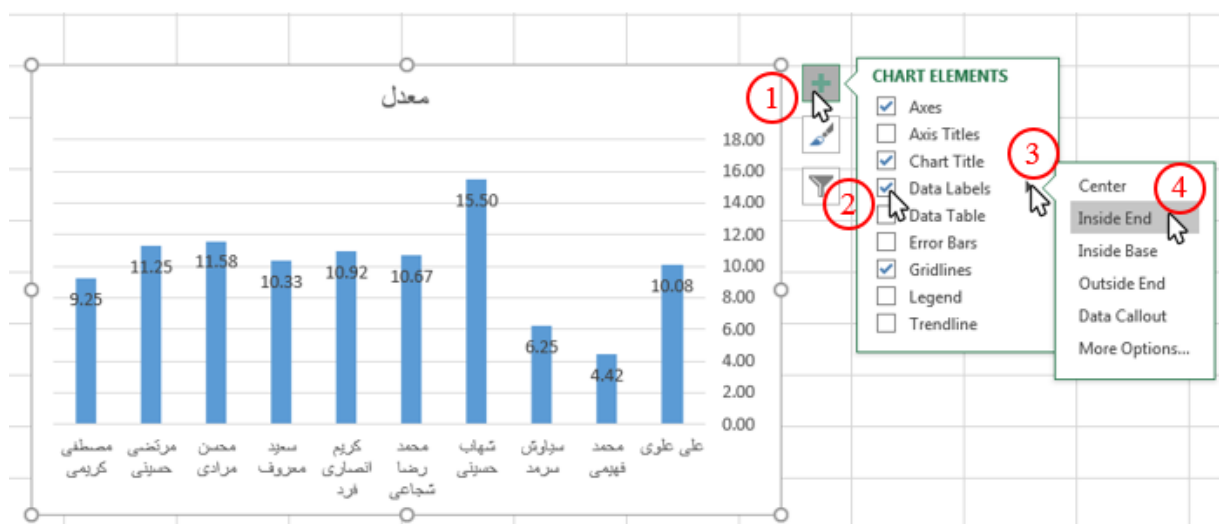 معدل
18.00
16.00
14.00
12.00
10.00
8.00
6.00
4.00
2.00
0.00
9.25
11.25
11.58
10.33
10.92
10.67
15.50
6.25
4.42
10.08
مصطفی
کریمی
مرتضی
حسینی
محسن
مرادی
سعید
معروف
کریم
انصاری
فرد
محمد
رضا
شجاعی
شهاب
حسینی
سیاوش
سرمد
محمد
فهیمی
علی علوی
1
2
3
4
CHART ELEMENTS
Axes
Axis Titles
Chart Title
Data Labels
Data Table
Error Bars
Gridlines
Legend
Trendline
Center
Inside End
Inside Base
Outside End
Data Callout
More Options...